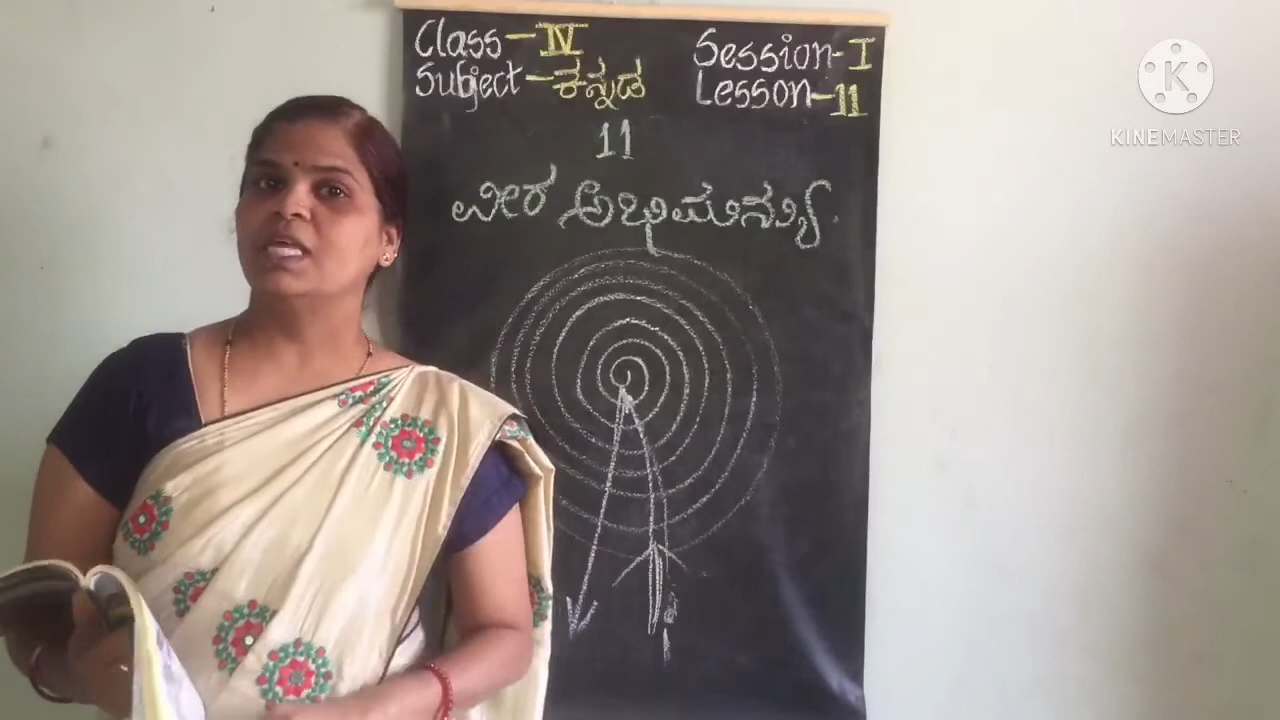 Class-IV Session-I
Subject-ಕನ್ನಡ Lesson-11
11
ವೀರ ಅಭಿಮನ್ಯು.
K
KINEMASTER